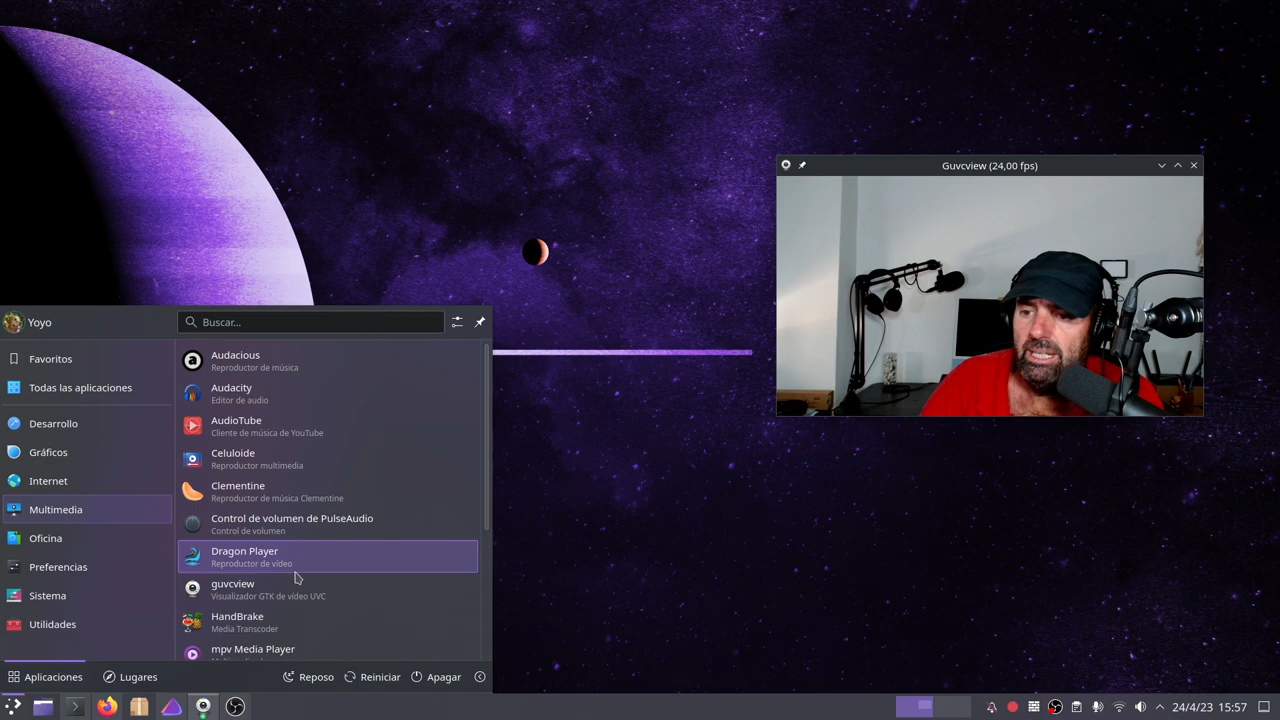 Guvcview (24,00 fps)
Yoyo
Buscar...
Favoritos
Todas las aplicaciones
Desarrollo
Gráficos
Internet
Multimedia
Oficina
Preferencias
Sistema
Utilidades
Audacious
Reproductor de música
Audacity
Editor de audio
AudioTube
Cliente de música de YouTube
Celuloide
Reproductor multimedia
Clementine
Reproductor de música Clementine
Control de volumen de PulseAudio
Control de volumen
Dragon Player
Reproductor de vídeo
guvcview
Visualizador GTK de vídeo UVC
HandBrake
Media Transcoder
mpv Media Player
Aplicaciones
Lugares
Reposo
Reiniciar
Apagar
24/4/23 15:57